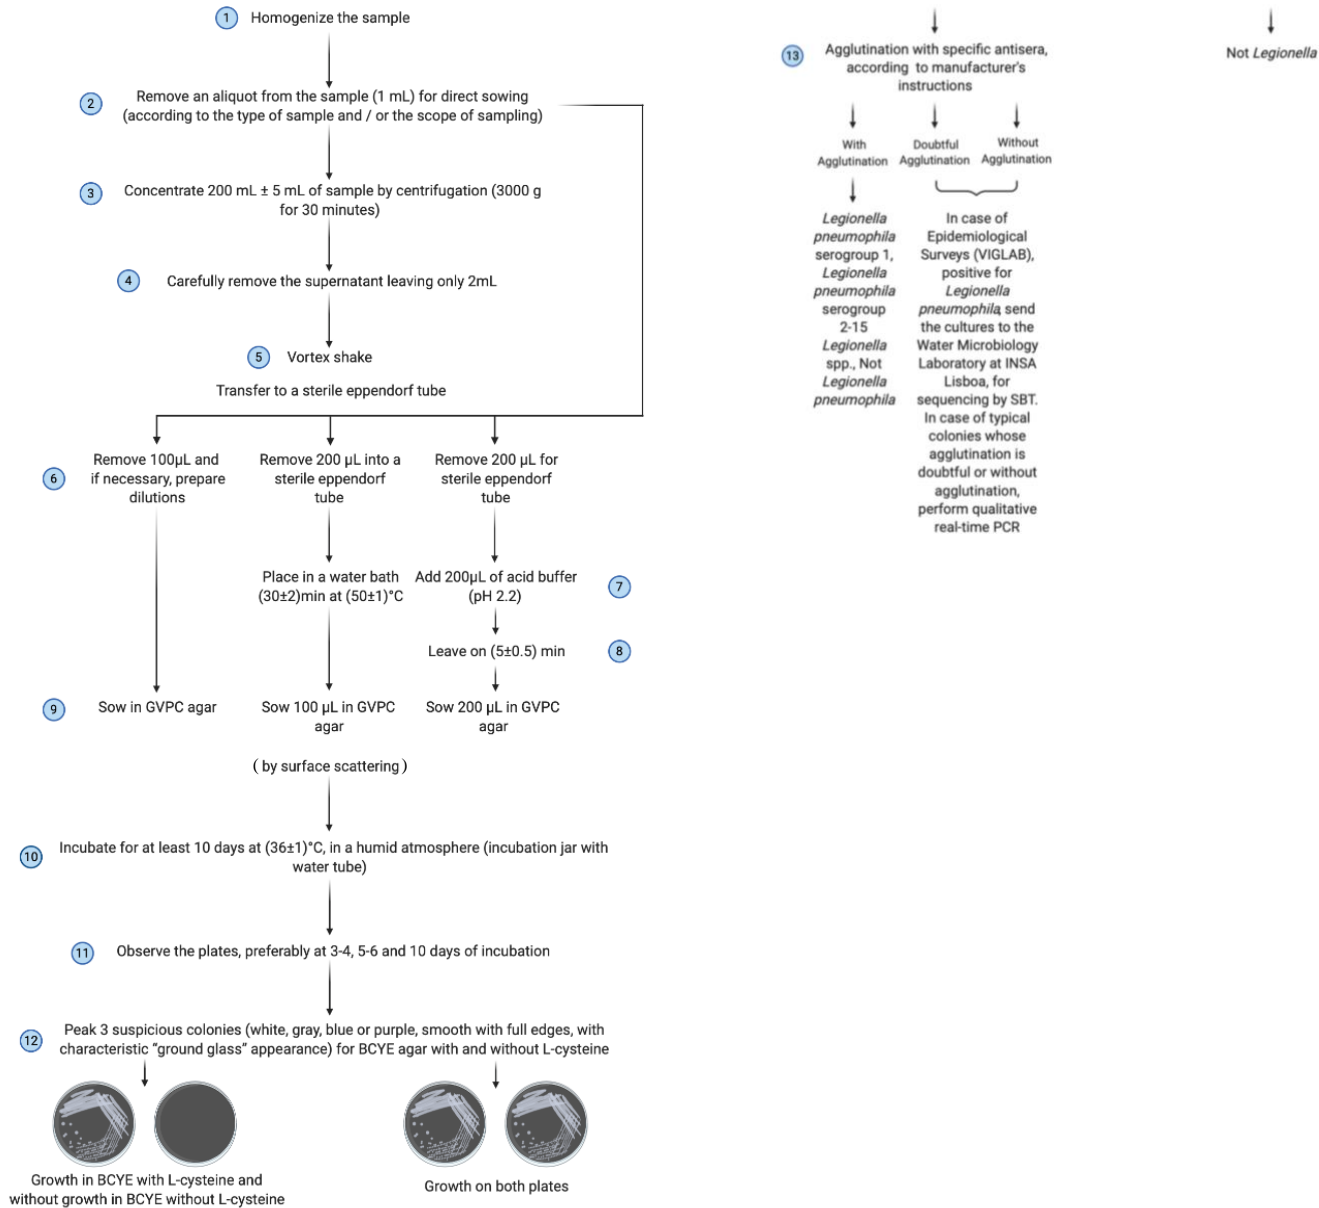 1 Homogenize the sample
2 Remove an aliquot from the sample (1 mL) for direct sowing
(according to the type of sample and / or the scope of sampling)
3 Concentrate 200 mL ± 5 mL of sample by centrifugation (3000 g
for 30 minutes)
4 Carefully remove the supernatant leaving only 2mL
5 Vortex shake
Transfer to a sterile eppendorf tube
6
Remove 100µL and
if necessary, prepare
dilutions
Remove 200 µL into a
sterile eppendorf
tube
Remove 200 µL for
sterile eppendorf
tube
Place in a water bath
(30±2)min at (50±1)°C
Add 200µL of acid buffer
(pH 2.2)
7
Leave on (5±0.5) min
8
9
Sow in GVPC agar
Sow 100 µL in GVPC
agar
Sow 200 µL in GVPC
agar
( by surface scattering )
10 Incubate for at least 10 days at (36±1)°C, in a humid atmosphere (incubation jar with
water tube)
11 Observe the plates, preferably at 3-4, 5-6 and 10 days of incubation
12 Peak 3 suspicious colonies (white, gray, blue or purple, smooth with full edges, with
characteristic "ground glass" appearance) for BCYE agar with and without L-cysteine
Growth in BCYE with L-cysteine and
without growth in BCYE without L-cysteine
Growth on both plates
13 Agglutination with specific antisera,
according to manufacturer's
instructions
With
Agglutination
Doubtful
Agglutination
Without
Agglutination
Legionella
pneumophila
serogroup 1,
Legionella
pneumophila
serogroup
2-15
Legionella
spp., Not
Legionella
pneumophila
In case of
Epidemiological
Surveys (VIGLAB),
positive for
Legionella
pneumophila, send
the cultures to the
Water Microbiology
Laboratory at INSA
Lisboa, for
sequencing by SBT.
In case of typical
colonies whose
agglutination is
doubtful or without
agglutination,
perform qualitative
real-time PCR
Not Legionella